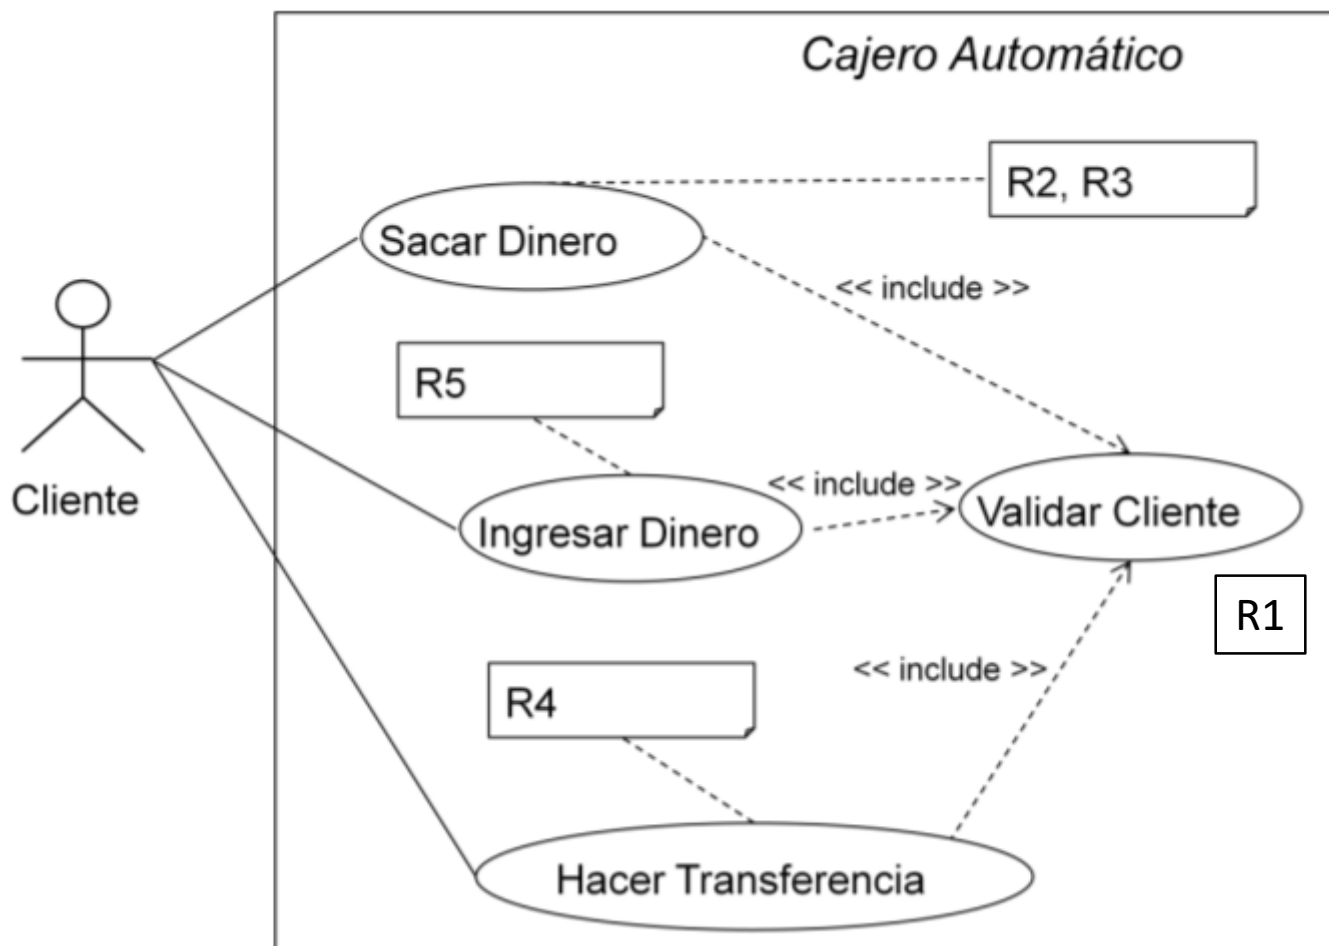 Cajero Automático
R2, R3
Sacar Dinero
<< include >>
R5
Cliente
<< include >>
Ingresar Dinero
Validar Cliente
R1
<< include >>
R4
Hacer Transferencia